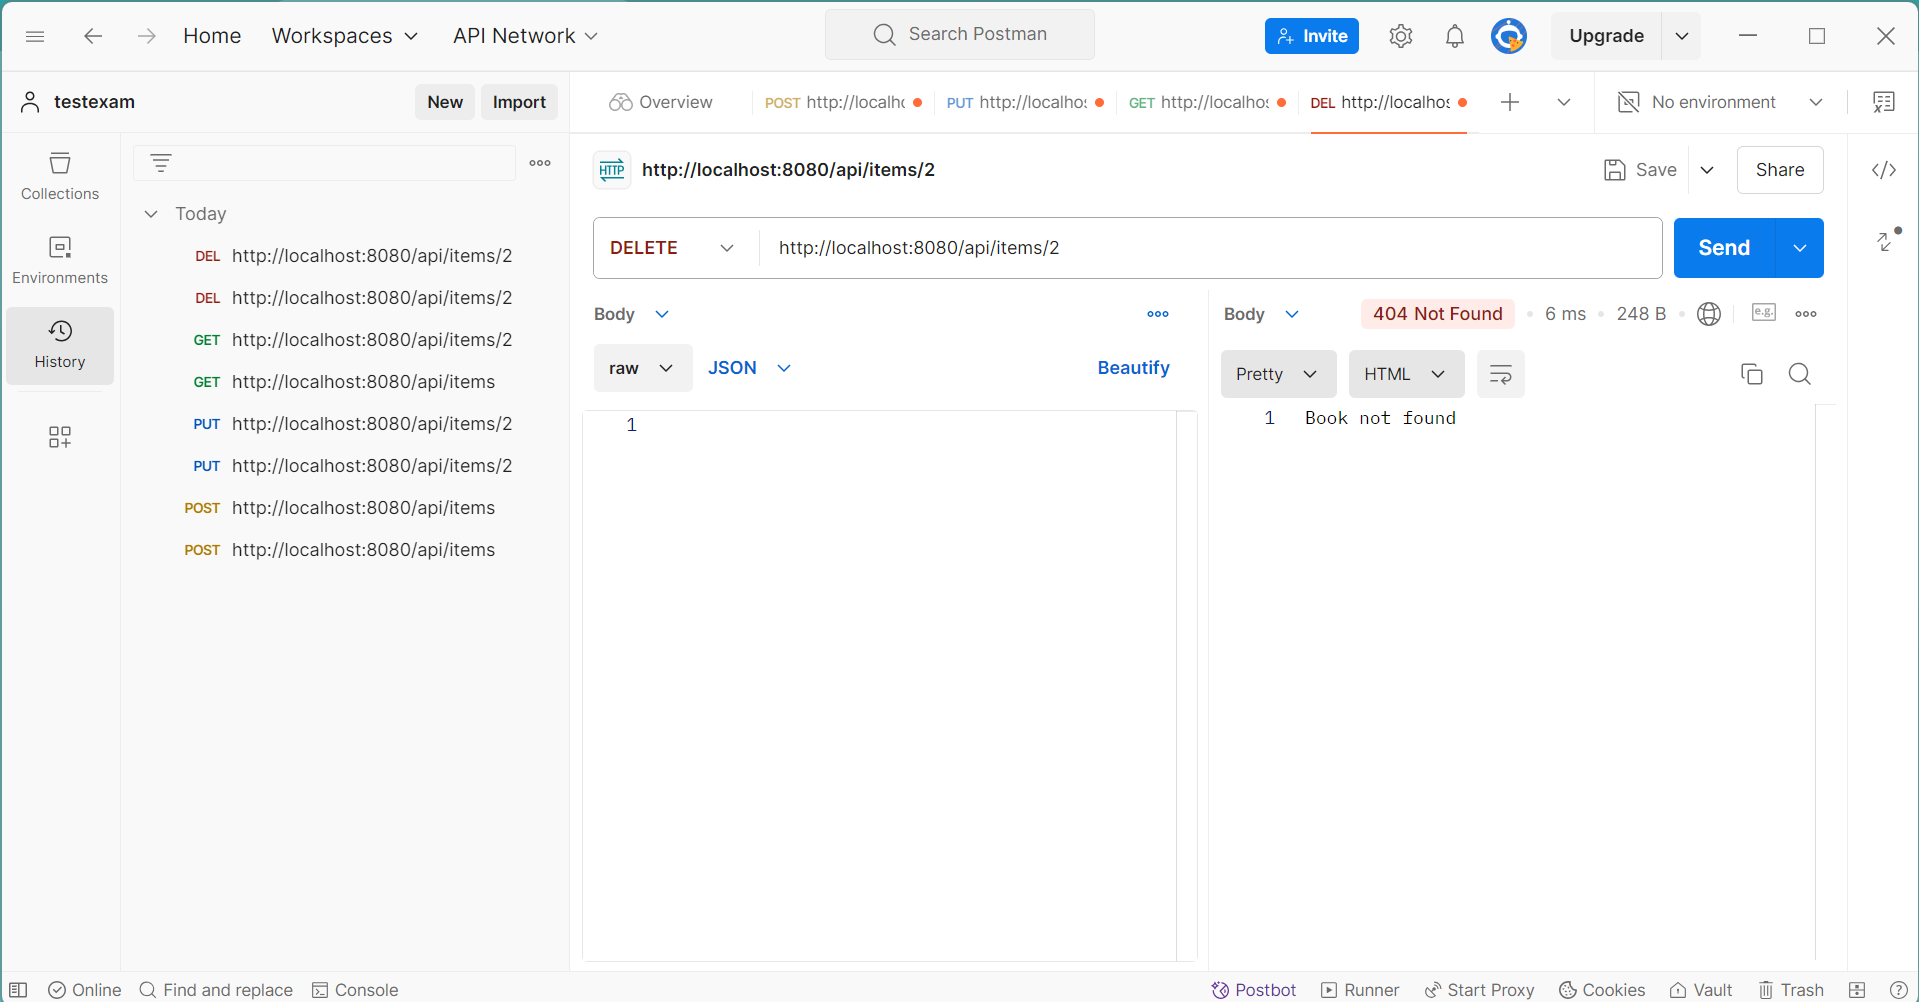 Home Workspaces API Network Search Postman Invite Upgrade
testexam New Import Overview POST http://localh PUT http://localhos GET http://localhos DEL http://localhos No environment
Collections
Environments
History
Today
DEL http://localhost:8080/api/items/2
DEL http://localhost:8080/api/items/2
GET http://localhost:8080/api/items/2
GET http://localhost:8080/api/items
PUT http://localhost:8080/api/items/2
PUT http://localhost:8080/api/items/2
POST http://localhost:8080/api/items
POST http://localhost:8080/api/items
HTTP http://localhost:8080/api/items/2 Save Share
DELETE http://localhost:8080/api/items/2 Send
Body
raw JSON Beautify
1
Body 404 Not Found 6 ms 248 B e.g.
Pretty HTML
1 Book not found
Online Find and replace Console Postbot Runner Start Proxy Cookies Vault Trash